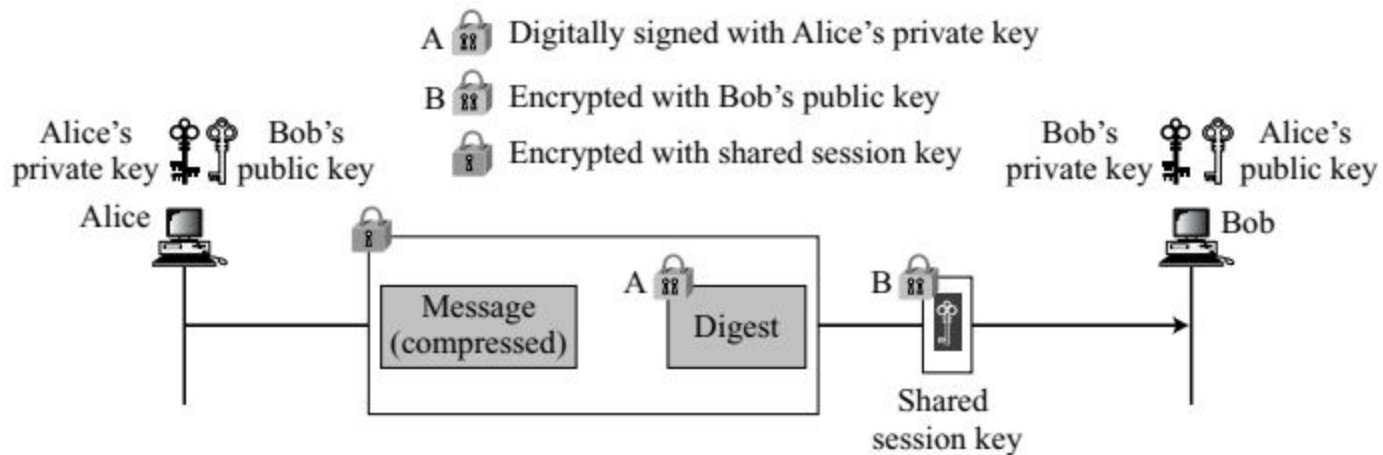 A Digitally signed with Alice's private key
B Encrypted with Bob's public key
Encrypted with shared session key
Alice's
private key
Bob's
public key
Bob's
private key
Alice's
public key
Alice
Bob
A
B
Message
(compressed)
Digest
Shared
session key